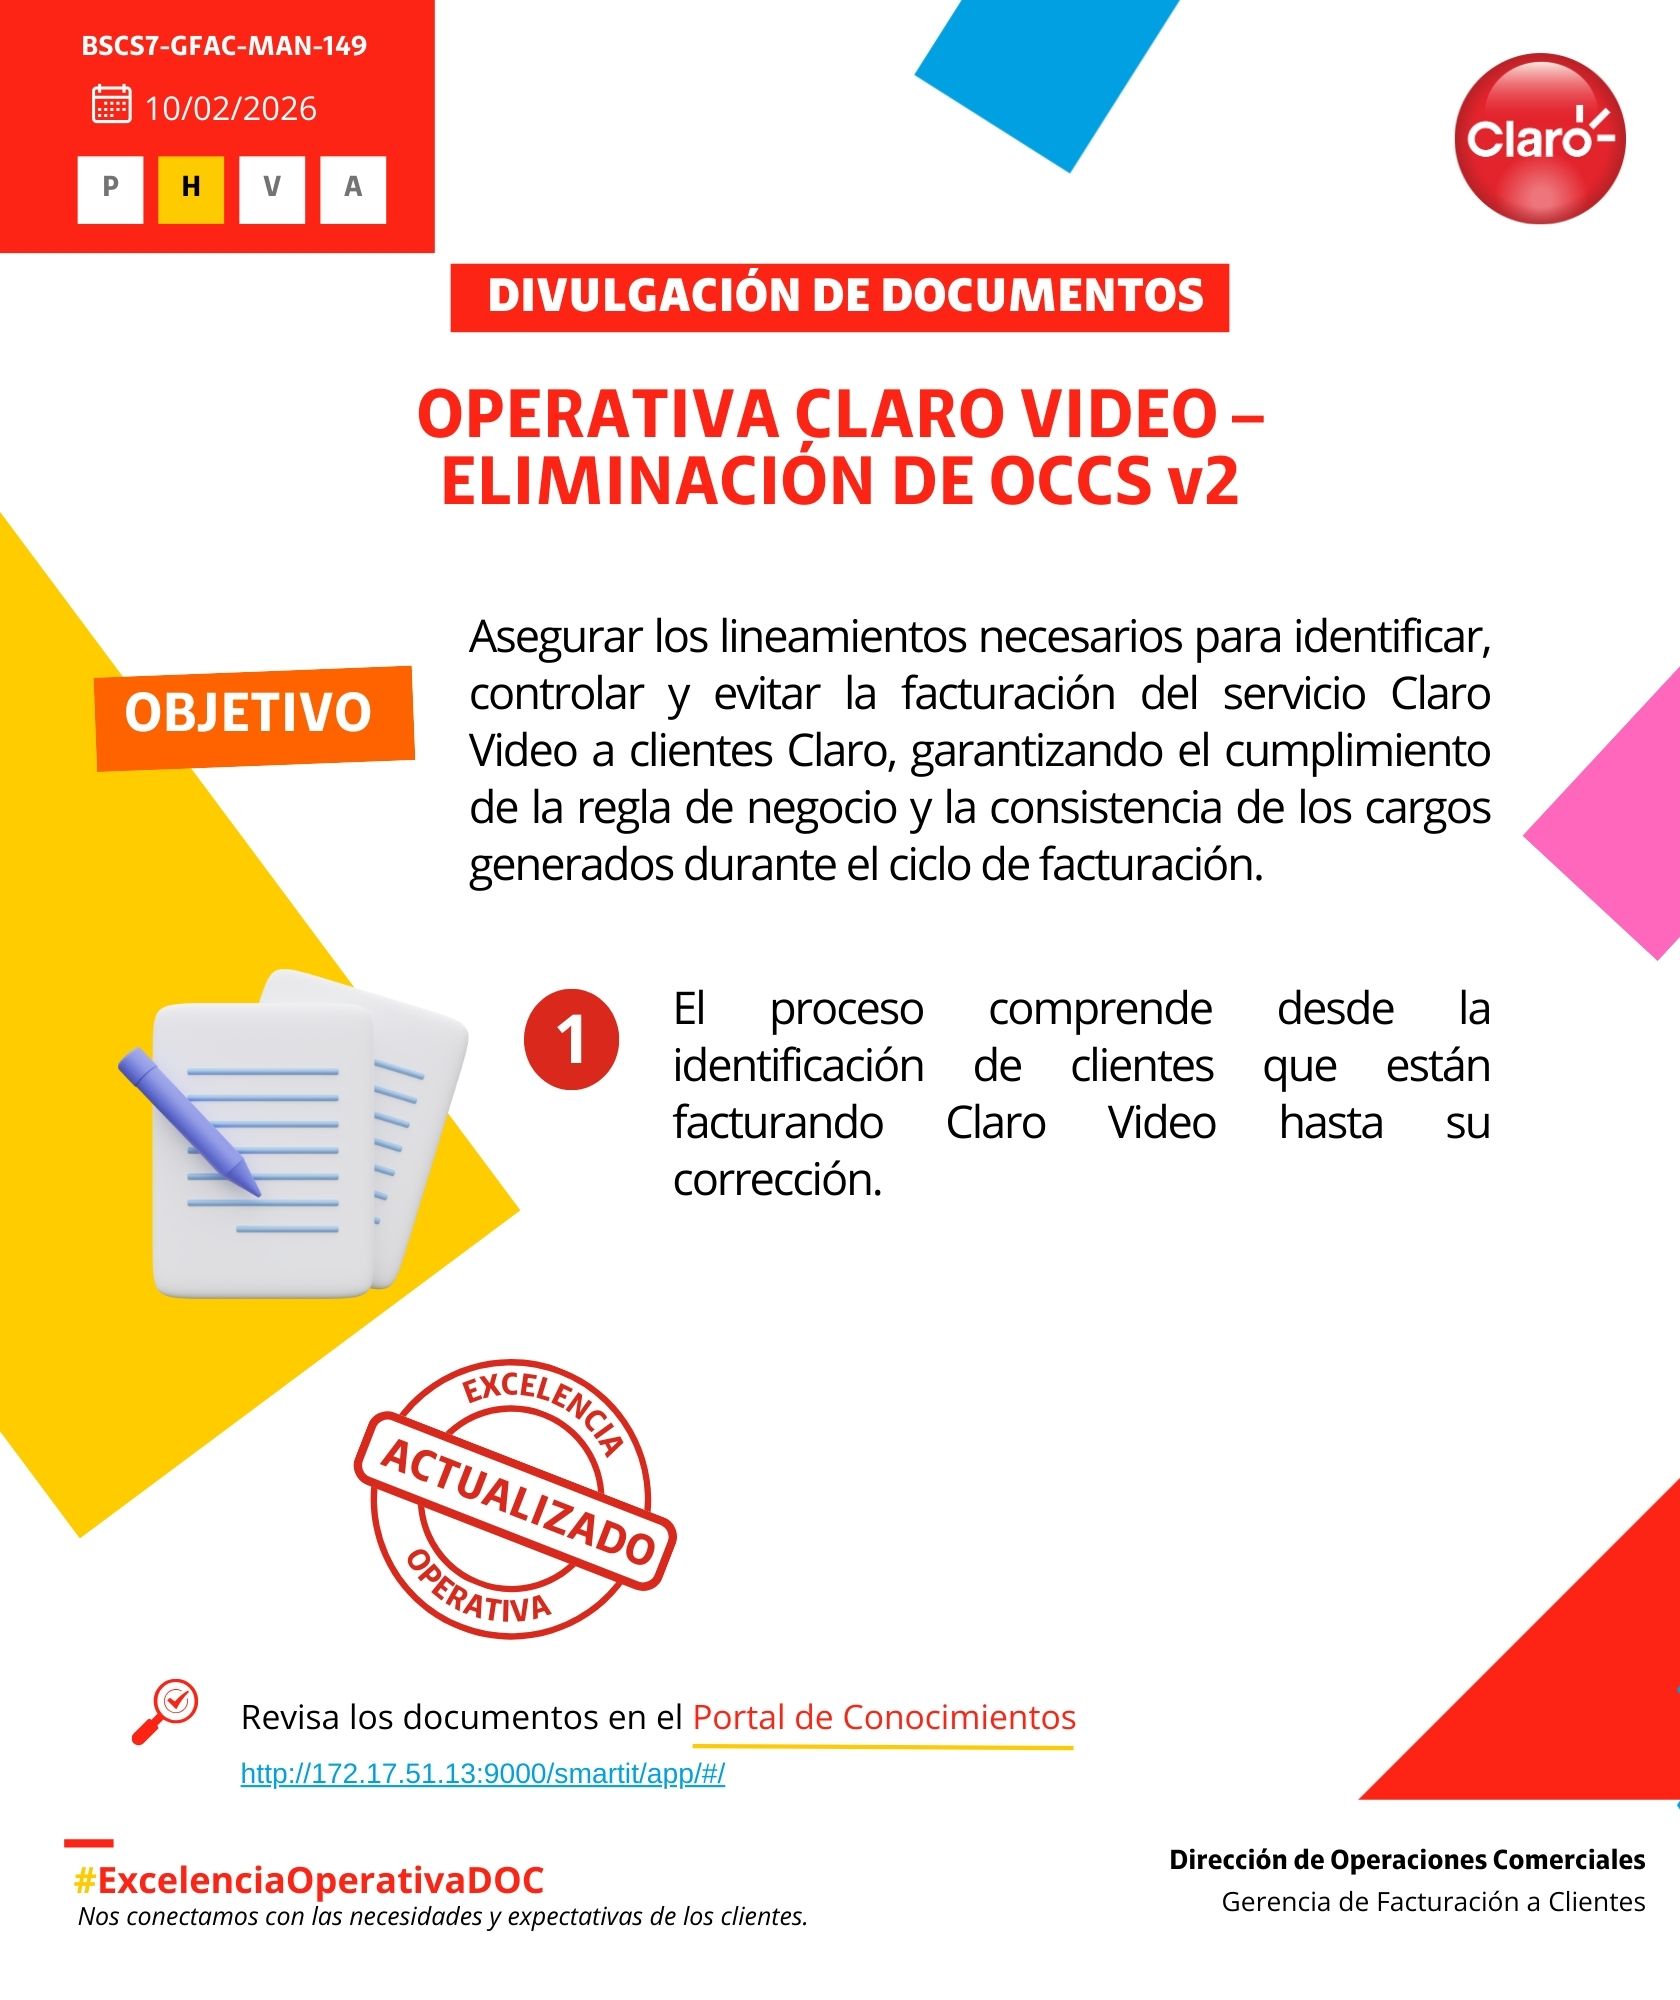 BSCS7-GFAC-MAN-149
10/02/2026
P H V A
Claro
DIVULGACIÓN DE DOCUMENTOS
OPERATIVA CLARO VIDEO –
ELIMINACIÓN DE OCCS v2
OBJETIVO
Asegurar los lineamientos necesarios para identificar,
controlar y evitar la facturación del servicio Claro
Video a clientes Claro, garantizando el cumplimiento
de la regla de negocio y la consistencia de los cargos
generados durante el ciclo de facturación.
1
El proceso comprende desde la
identificación de clientes que están
facturando Claro Video hasta su
corrección.
EXCELENCIA
ACTUALIZADO
OPERATIVA
Revisa los documentos en el Portal de Conocimientos
http://172.17.51.13:9000/smartit/app/#/
#ExcelenciaOperativaDOC
Nos conectamos con las necesidades y expectativas de los clientes.
Dirección de Operaciones Comerciales
Gerencia de Facturación a Clientes